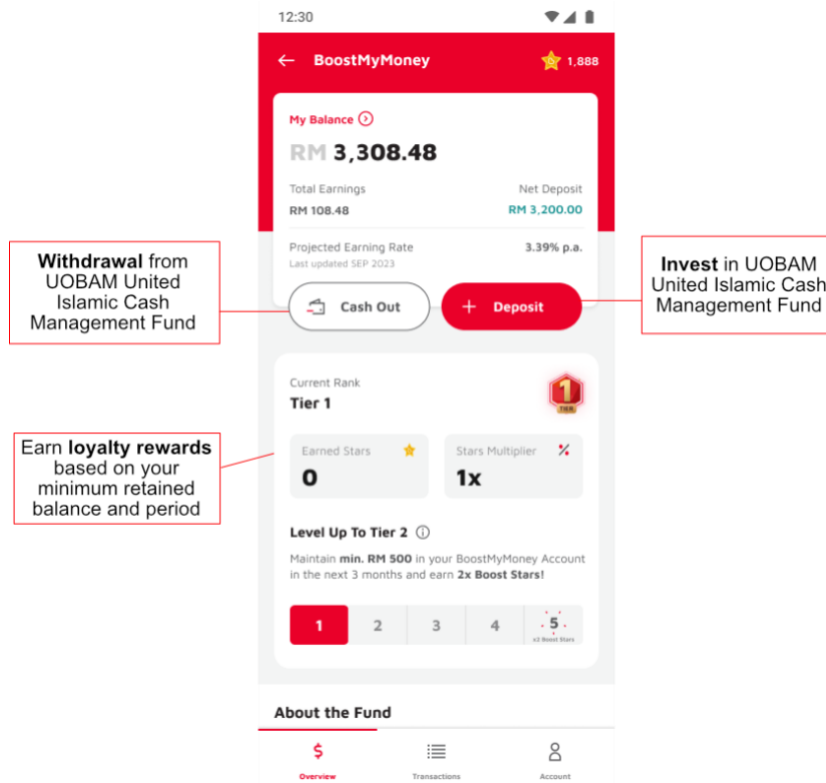 12:30
BoostMyMoney
1,888
My Balance
RM 3,308.48
Total Earnings
Net Deposit
RM 108.48
RM 3,200.00
Projected Earning Rate
3.39% p.a.
Last updated SEP 2023
Withdrawal from
UOBAM United
Islamic Cash
Management Fund
Cash Out
+ Deposit
Invest in UOBAM
United Islamic Cash
Management Fund
Current Rank
Tier 1
1
TIER
Earn loyalty rewards
based on your
minimum retained
balance and period
Earned Stars
0
Stars Multiplier
1x
Level Up To Tier 2
Maintain min. RM 500 in your BoostMyMoney Account
in the next 3 months and earn 2x Boost Stars!
1
2
3
4
5
x2 Boost Stars
About the Fund
$
Overview
Transactions
Account